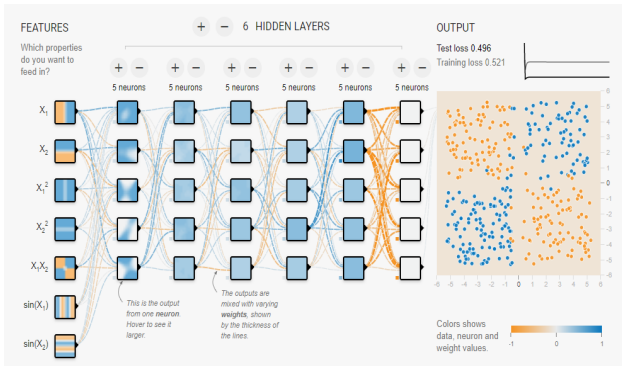 FEATURES
Which properties
do you want to
feed in?
+ − 6 HIDDEN LAYERS
+ − + − + − + − + − + −
5 neurons 5 neurons 5 neurons 5 neurons 5 neurons 5 neurons
X1
X2
X1²
X2²
X1X2
sin(X1)
sin(X2)
This is the output
from one neuron.
Hover to see it
larger.
The outputs are
mixed with varying
weights, shown
by the thickness of
the lines.
OUTPUT
Test loss 0.496
Training loss 0.521
6
5
4
3
2
1
0
-1
-2
-3
-4
-5
-6
-6 -5 -4 -3 -2 -1 0 1 2 3 4 5 6
Colors shows
data, neuron and
weight values.
-1 0 1